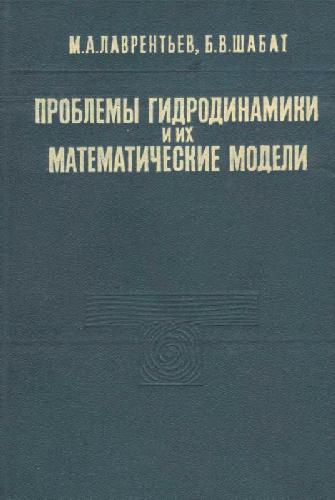 М.А.ЛАВРЕНТЬЕВ, Б.В.ШАБАТ
ПРОБЛЕМЫ ГИДРОДИНАМИКИ
И ИХ
МАТЕМАТИЧЕСКИЕ МОДЕЛИ